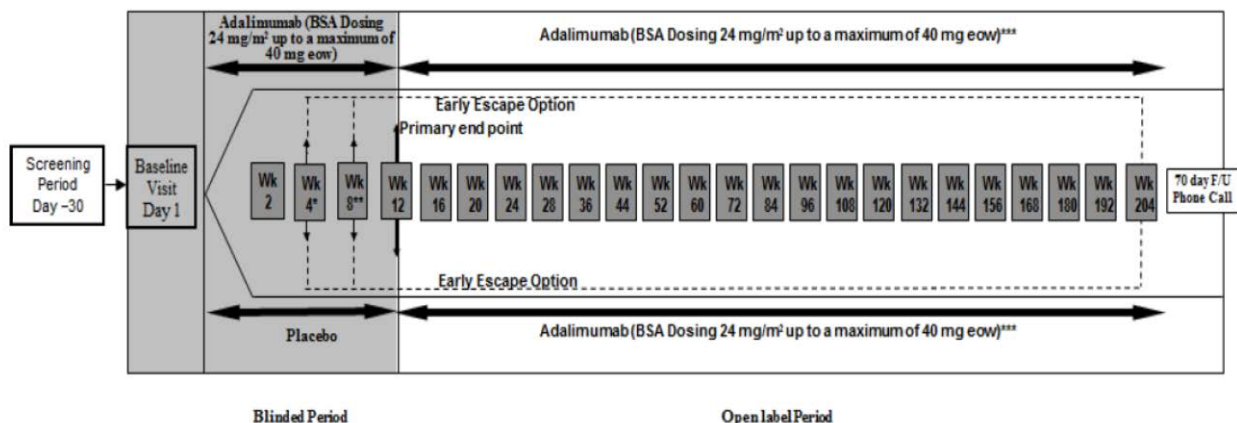 Adalimumab (BSA Dosing
24 mg/m² up to a maximum of
40 mg eow)
Adalimumab (BSA Dosing 24 mg/m² up to a maximum of 40 mg eow)***
Early Escape Option
Primary end point
Screening
Period
Day –30
Baseline
Visit
Day 1
Wk
2
Wk
4*
Wk
8**
Wk
12
Wk
16
Wk
20
Wk
24
Wk
28
Wk
36
Wk
44
Wk
52
Wk
60
Wk
72
Wk
84
Wk
96
Wk
108
Wk
120
Wk
132
Wk
144
Wk
156
Wk
168
Wk
180
Wk
192
Wk
204
70 day F/U
Phone Call
Early Escape Option
Placebo
Adalimumab (BSA Dosing 24 mg/m² up to a maximum of 40 mg eow)***
Blinded Period
Open label Period